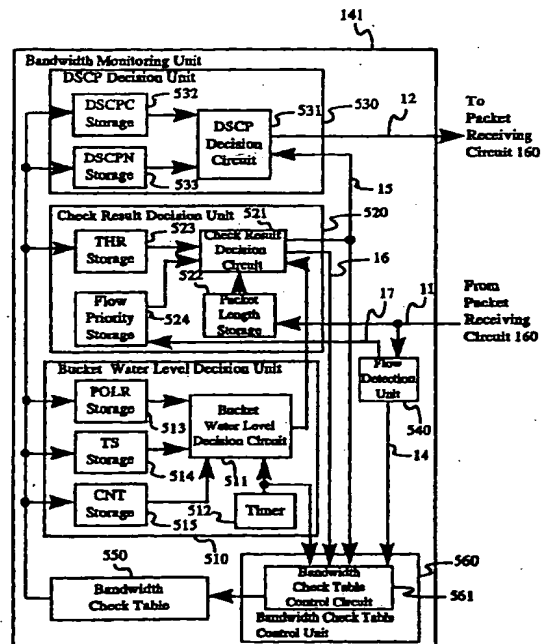 141
Bandwidth Monitoring Unit
DSCP Decision Unit
532
DSCPC
Storage
DSCPN
Storage
533
DSCP
Decision
Circuit
531
530
12
To
Packet
Receiving
Circuit 160
15
Check Result Decision Unit
521
520
THR
Storage
523
Check Result
Decision
Circuit
16
522
Flow
Priority
Storage
524
Packet
Length
Storage
17
11
From
Packet
Receiving
Circuit 160
Flow
Detection
Unit
540
14
Bucket Water Level Decision Unit
POLR
Storage
513
TS
Storage
514
CNT
Storage
515
Bucket
Water Level
Decision Circuit
511
512
Timer
510
550
Bandwidth
Check Table
560
Bandwidth
Check Table
Control Circuit
561
Bandwidth Check Table
Control Unit